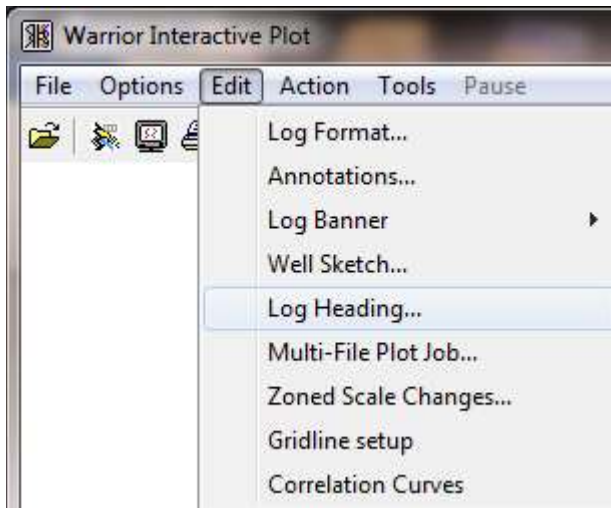 Warrior Interactive Plot
File Options Edit Action Tools Pause
Log Format...
Annotations...
Log Banner
Well Sketch...
Log Heading...
Multi-File Plot Job...
Zoned Scale Changes...
Gridline setup
Correlation Curves